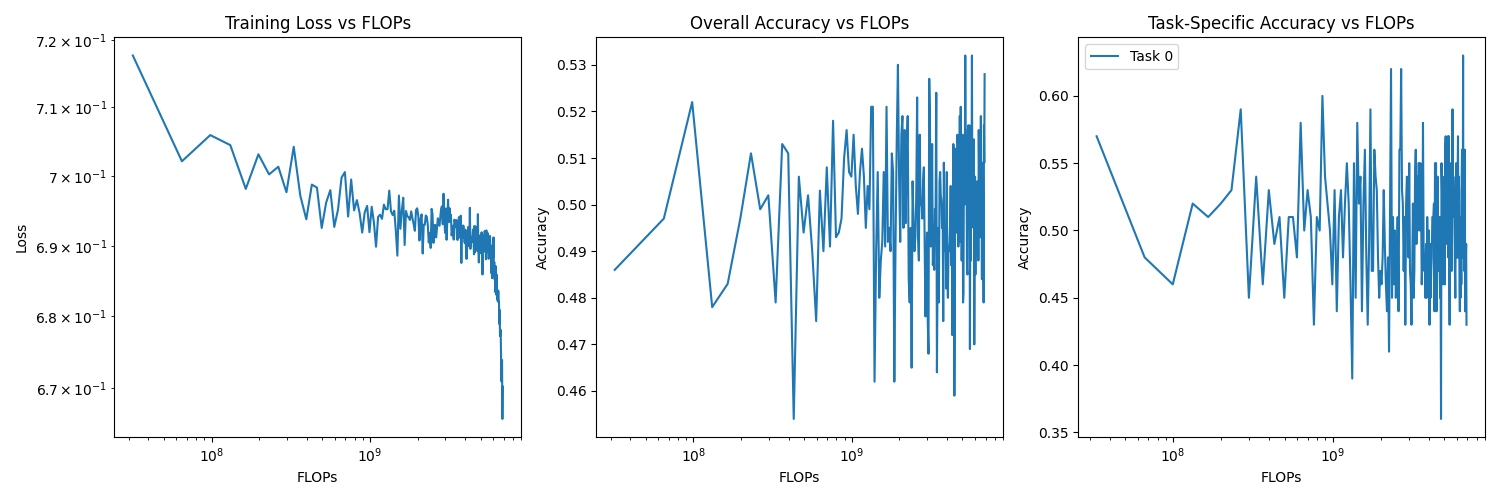 Training Loss vs FLOPs
7.2 × 10⁻¹
7.1 × 10⁻¹
7 × 10⁻¹
6.9 × 10⁻¹
6.8 × 10⁻¹
6.7 × 10⁻¹
Loss
10⁸
10⁹
FLOPs
Overall Accuracy vs FLOPs
0.53
0.52
0.51
0.50
0.49
0.48
0.47
0.46
Accuracy
10⁸
10⁹
FLOPs
Task-Specific Accuracy vs FLOPs
Task 0
0.60
0.55
0.50
0.45
0.40
0.35
Accuracy
10⁸
10⁹
FLOPs